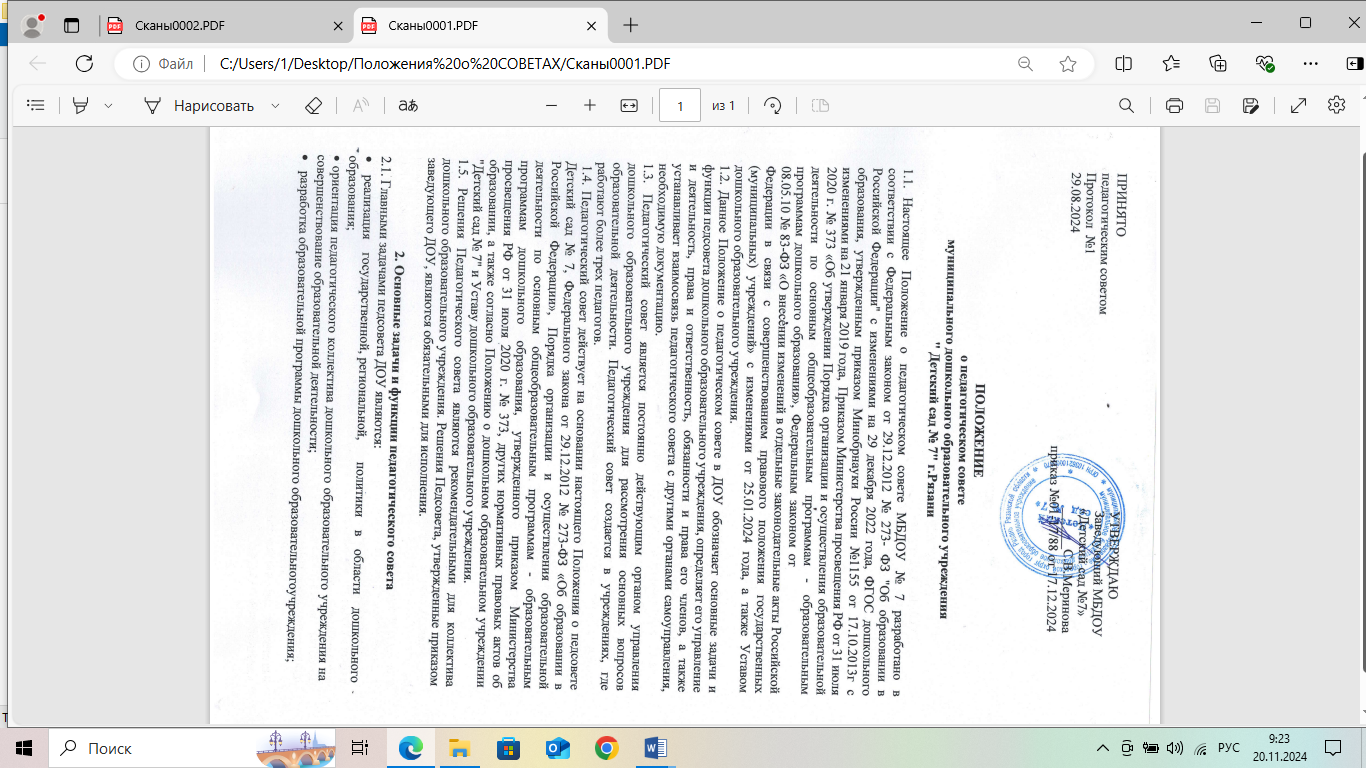 Сканы0002.PDF
Сканы0001.PDF
Файл
C:/Users/1/Desktop/Положения%20о%20СОВЕТАХ/Сканы0001.PDF
Нарисовать
аあ
1
из 1
ПРИНЯТО
педагогическим советом
Протокол №1
29.08.2024
УТВЕРЖДАЮ
Заведующий МБДОУ
«Детский сад №7»
С.В. Меринова
приказ №01 от 17.12.2024
ПОЛОЖЕНИЕ
о педагогическом совете
муниципального дошкольного образовательного учреждения
" Детский сад № 7" г.Рязани
1.1. Настоящее Положение о педагогическом совете МБДОУ № 7 разработано в
соответствии с Федеральным законом от 29.12.2012 № 273- ФЗ "Об образовании в
Российской Федерации" с изменениями на 29 декабря 2022 года, ФГОС дошкольного
образования, утвержденным приказом Минобрнауки России №1155 от 17.10.2013г с
изменениями на 21 января 2019 года, Приказом Министерства просвещения РФ от 31 июля
2020 г. № 373 «Об утверждении Порядка организации и осуществления образовательной
деятельности по основным общеобразовательным программам - образовательным
программам дошкольного образования», Федеральным законом от
08.05.10 № 83-ФЗ «О внесении изменений в отдельные законодательные акты Российской
Федерации в связи с совершенствованием правового положения государственных
(муниципальных) учреждений» с изменениями от 25.01.2024 года, а также Уставом
дошкольного образовательного учреждения.
1.2. Данное Положение о педагогическом совете в ДОУ обозначает основные задачи и
функции педсовета дошкольного образовательного учреждения, определяет его управление
и деятельность, права и ответственность, обязанности и права его членов, а также
устанавливает взаимосвязь педагогического совета с другими органами самоуправления,
необходимую документацию.
1.3. Педагогический совет является постоянно действующим органом управления
дошкольного образовательного учреждения для рассмотрения основных вопросов
образовательной деятельности. Педагогический совет создается в учреждениях, где
работают более трех педагогов.
1.4. Педагогический совет действует на основании настоящего Положения о педсовете
Детский сад № 7, Федерального закона от 29.12.2012 № 273-ФЗ «Об образовании в
Российской Федерации», Порядка организации и осуществления образовательной
деятельности по основным общеобразовательным программам - образовательным
программам дошкольного образования, утвержденного приказом Министерства
просвещения РФ от 31 июля 2020 г. № 373, других нормативных правовых актов об
образовании, а также согласно Положению о дошкольном образовательном учреждении
"Детский сад № 7" и Уставу дошкольного образовательного учреждения.
1.5. Решения Педагогического совета являются рекомендательными для коллектива
дошкольного образовательного учреждения. Решения Педсовета, утвержденные приказом
заведующего ДОУ, являются обязательными для исполнения.
2. Основные задачи и функции педагогического совета
2.1. Главными задачами педсовета ДОУ являются:
• реализация государственной, региональной, политики в области дошкольного
образования;
• ориентация педагогического коллектива дошкольного образовательного учреждения на
совершенствование образовательной деятельности;
• разработка образовательной программы дошкольного образовательногоучреждения;
Поиск
РУС
9:23
20.11.2024